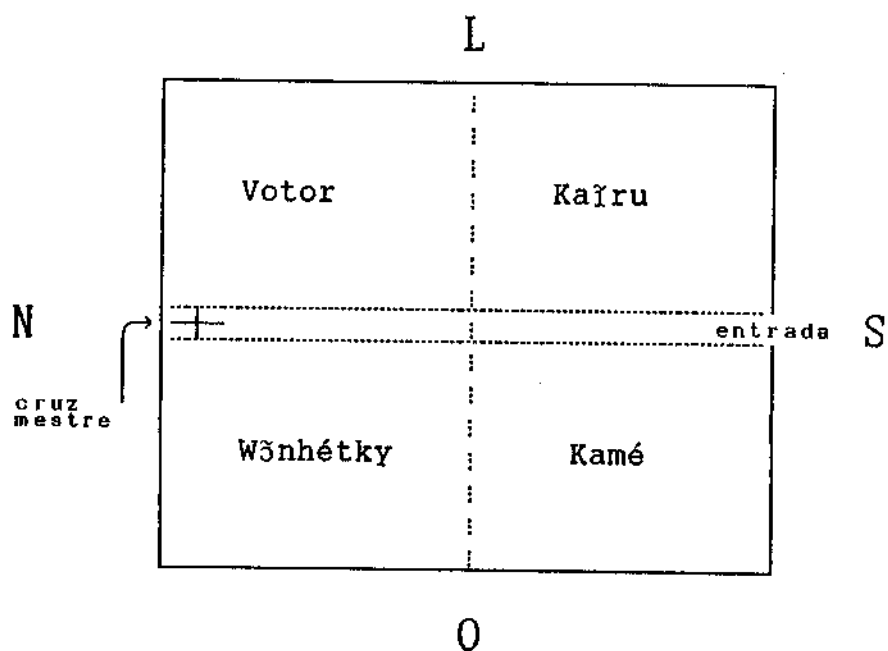 L
Votor Kaĩru
N
entrada S
cruz
mestre
Wõnhétky Kamé
O